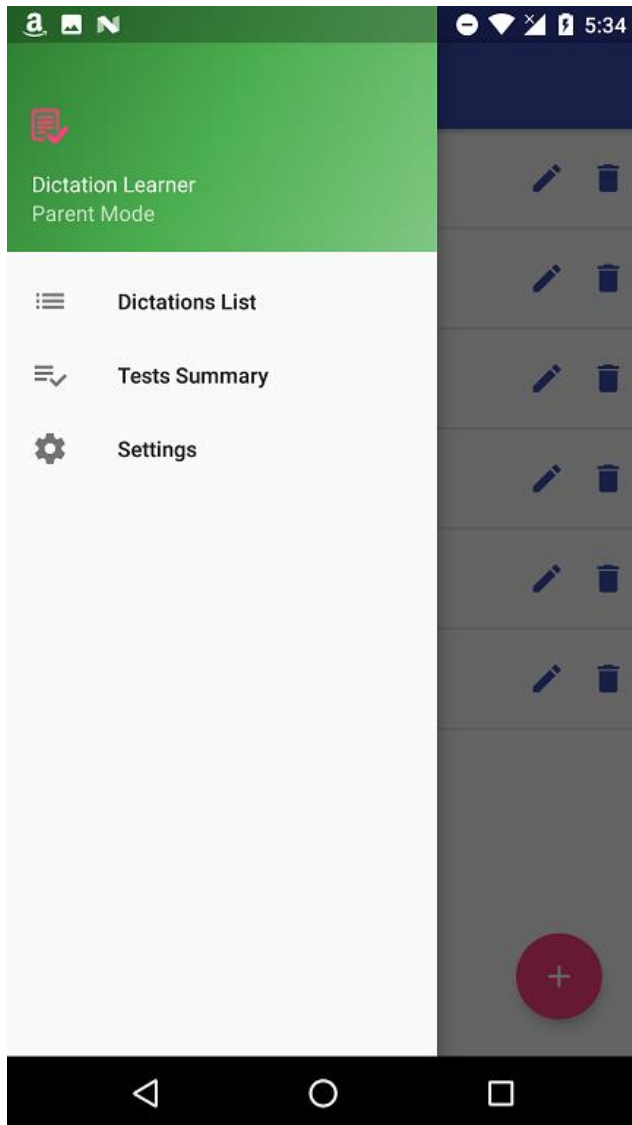 5:34
Dictation Learner
Parent Mode
Dictations List
Tests Summary
Settings